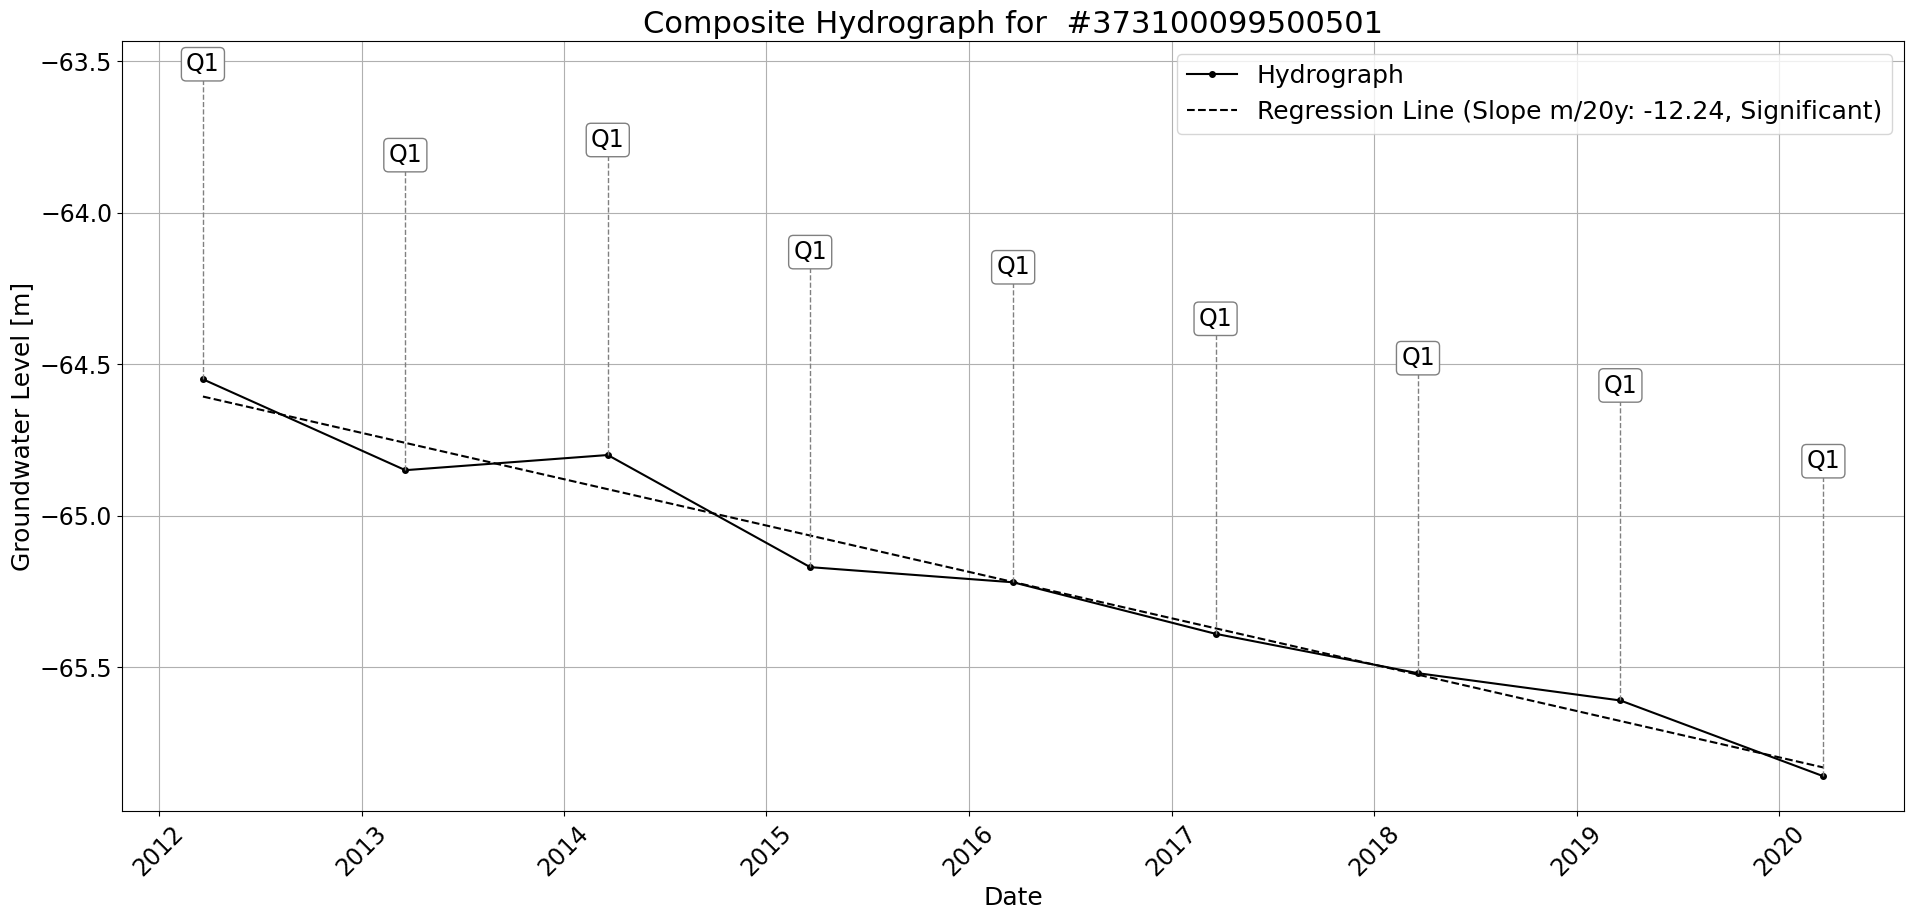 Composite Hydrograph for  #373100099500501
Hydrograph
Regression Line (Slope m/20y: -12.24, Significant)
Q1
Q1
Q1
Q1
Q1
Q1
Q1
Q1
Q1
−63.5
−64.0
−64.5
−65.0
−65.5
Groundwater Level [m]
2012
2013
2014
2015
2016
2017
2018
2019
2020
Date